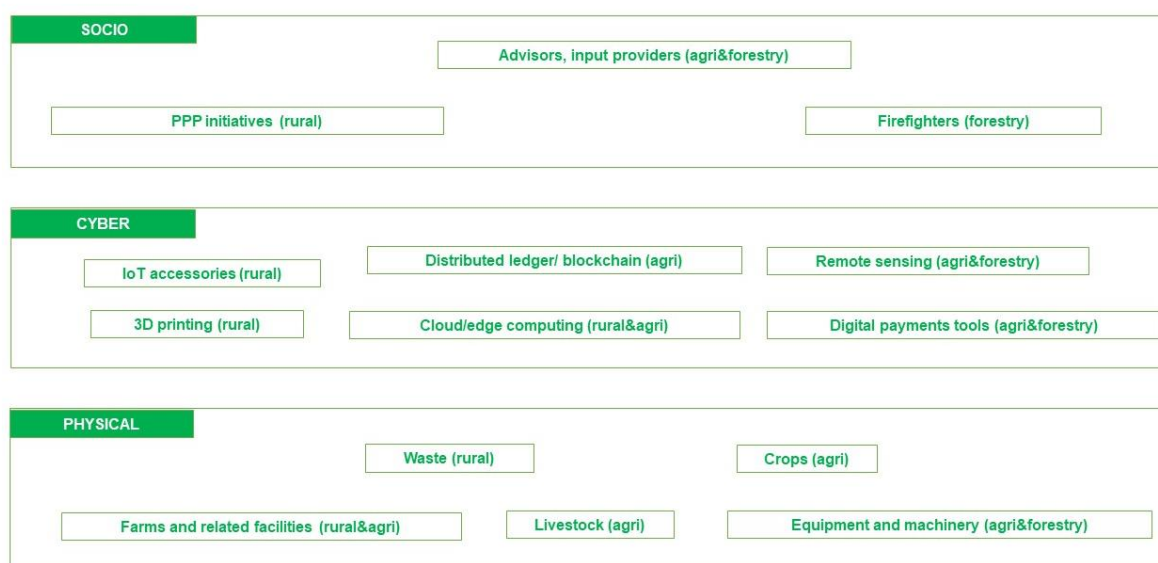 SOCIO
Advisors, input providers (agri&forestry)
PPP initiatives (rural)
Firefighters (forestry)
CYBER
IoT accessories (rural)
Distributed ledger/ blockchain (agri)
Remote sensing (agri&forestry)
3D printing (rural)
Cloud/edge computing (rural&agri)
Digital payments tools (agri&forestry)
PHYSICAL
Waste (rural)
Crops (agri)
Farms and related facilities (rural&agri)
Livestock (agri)
Equipment and machinery (agri&forestry)